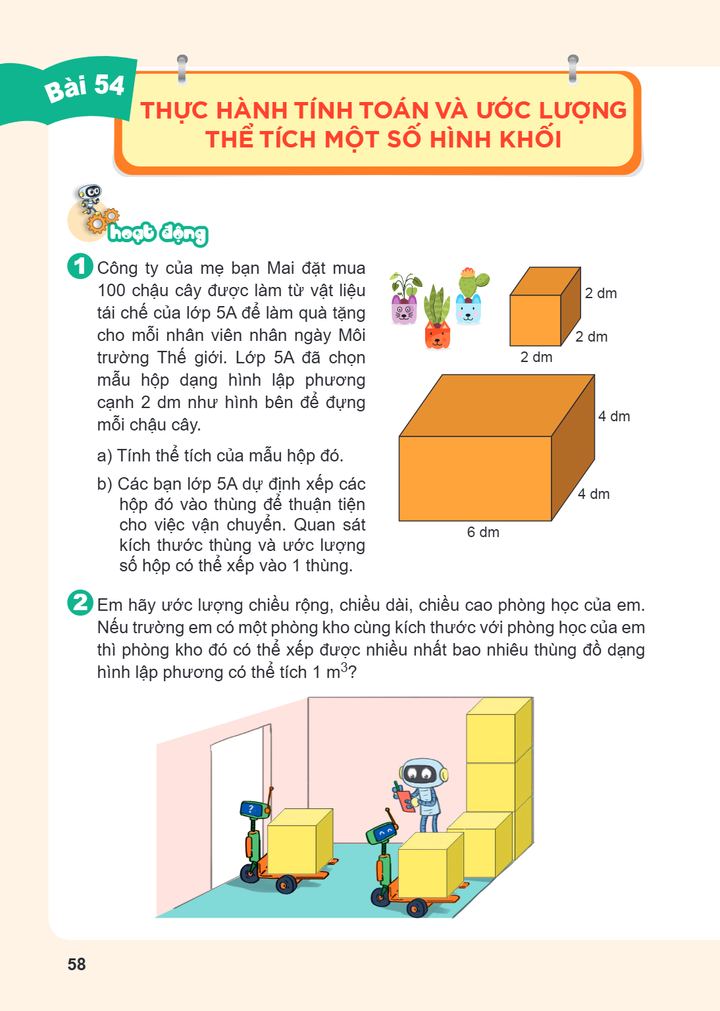 Bài 54
THỰC HÀNH TÍNH TOÁN VÀ ƯỚC LƯỢNG
THỂ TÍCH MỘT SỐ HÌNH KHỐI
hoạt động
1 Công ty của mẹ bạn Mai đặt mua
100 chậu cây được làm từ vật liệu
tái chế của lớp 5A để làm quà tặng
cho mỗi nhân viên nhân ngày Môi
trường Thế giới. Lớp 5A đã chọn
mẫu hộp dạng hình lập phương
cạnh 2 dm như hình bên để đựng
mỗi chậu cây.
a) Tính thể tích của mẫu hộp đó.
b) Các bạn lớp 5A dự định xếp các
hộp đó vào thùng để thuận tiện
cho việc vận chuyển. Quan sát
kích thước thùng và ước lượng
số hộp có thể xếp vào 1 thùng.
2 dm
2 dm
2 dm
4 dm
4 dm
6 dm
2 Em hãy ước lượng chiều rộng, chiều dài, chiều cao phòng học của em.
Nếu trường em có một phòng kho cùng kích thước với phòng học của em
thì phòng kho đó có thể xếp được nhiều nhất bao nhiêu thùng đồ dạng
hình lập phương có thể tích 1 m³?
?
58